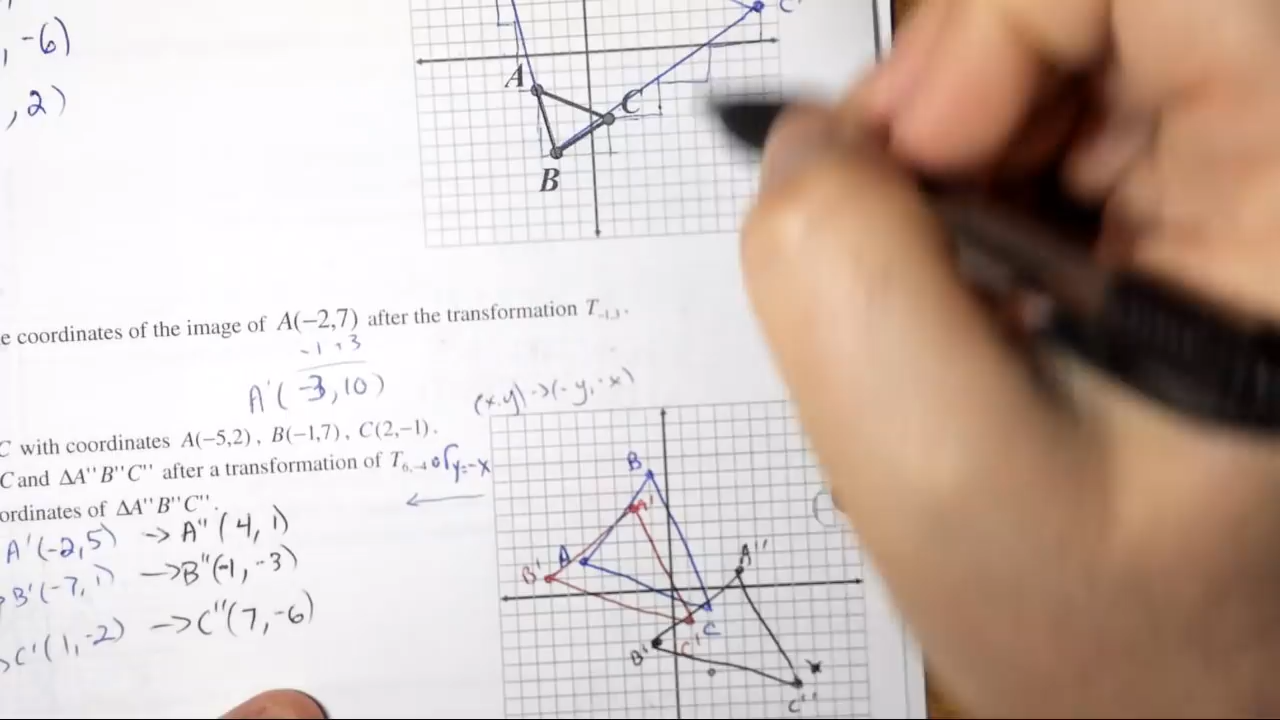 , -6)
C'
A
, 2)
C
B
e coordinates of the image of A(−2,7) after the transformation T₋₁,₃.
-1 +3
A'(-3, 10)
(x,y)->(-y,-x)
C with coordinates A(−5,2), B(−1,7), C(2,−1).
C and ΔA''B''C'' after a transformation of T₆,₋₄ o r y=-x
ordinates of ΔA''B''C''.
A'(-2,5) -> A''(4, 1)
B'(-7, 1) -> B''(-1, -3)
C'(1,-2) -> C''(7,-6)
B
A'
A
B'
A''
C
C'
B'
C''